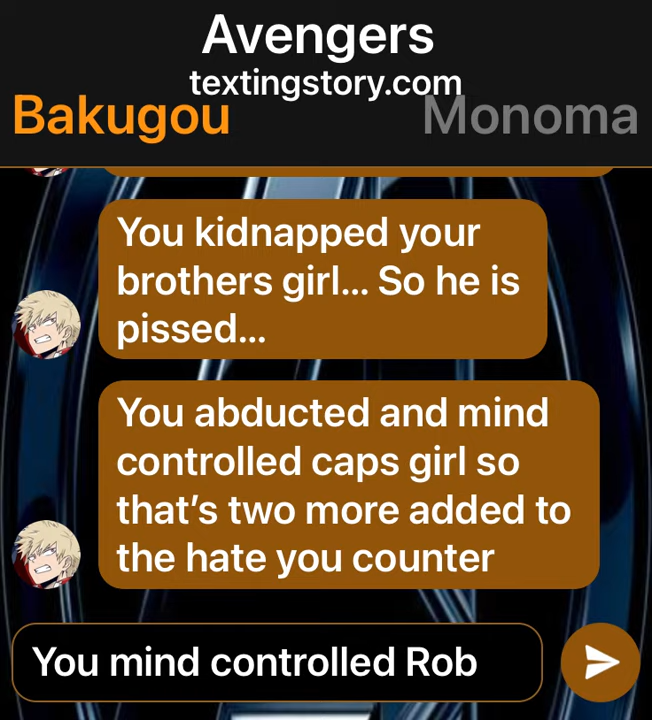 Avengers
textingstory.com
Bakugou Monoma
You kidnapped your
brothers girl... So he is
pissed...
You abducted and mind
controlled caps girl so
that’s two more added to
the hate you counter
You mind controlled Rob